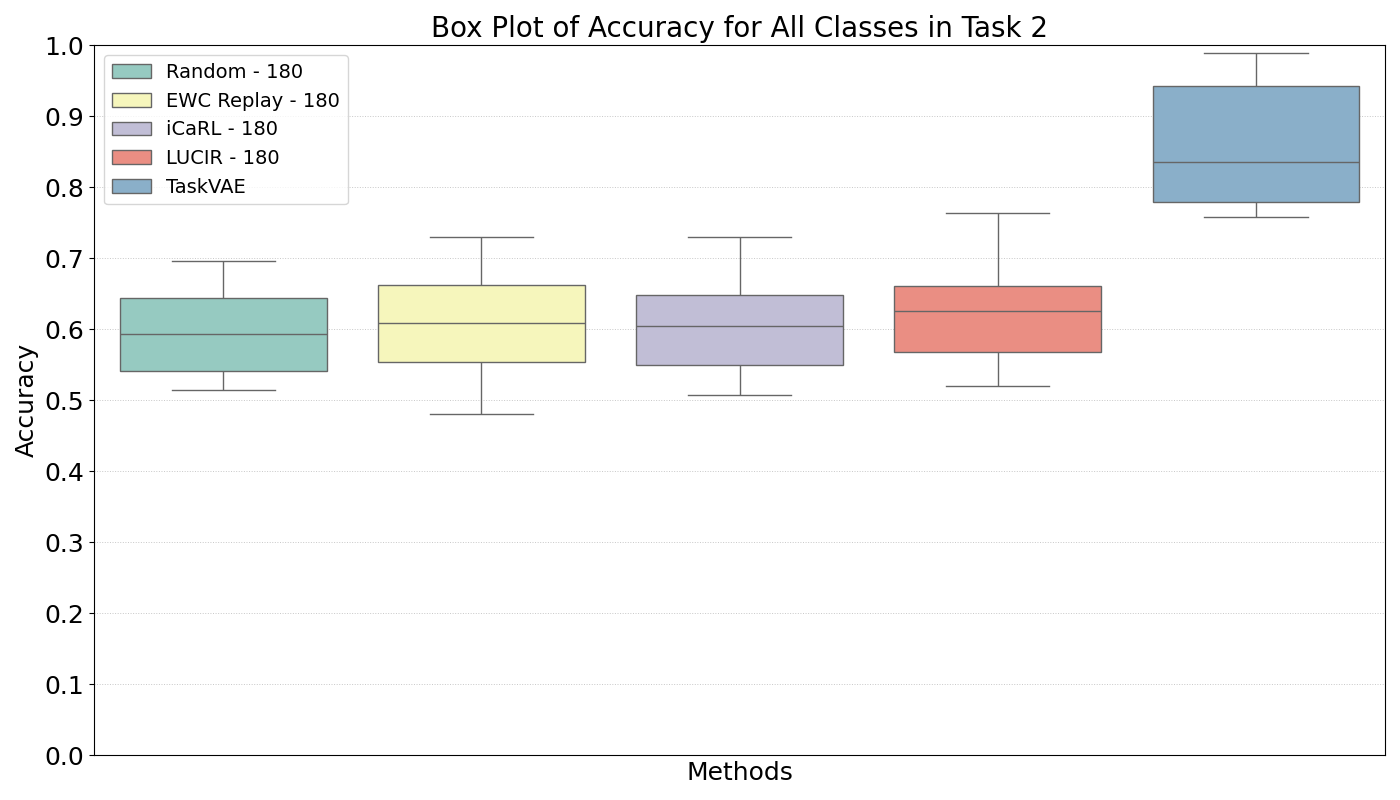 Box Plot of Accuracy for All Classes in Task 2
1.0
0.9
0.8
0.7
0.6
0.5
0.4
0.3
0.2
0.1
0.0
Accuracy
Random - 180
EWC Replay - 180
iCaRL - 180
LUCIR - 180
TaskVAE
Methods